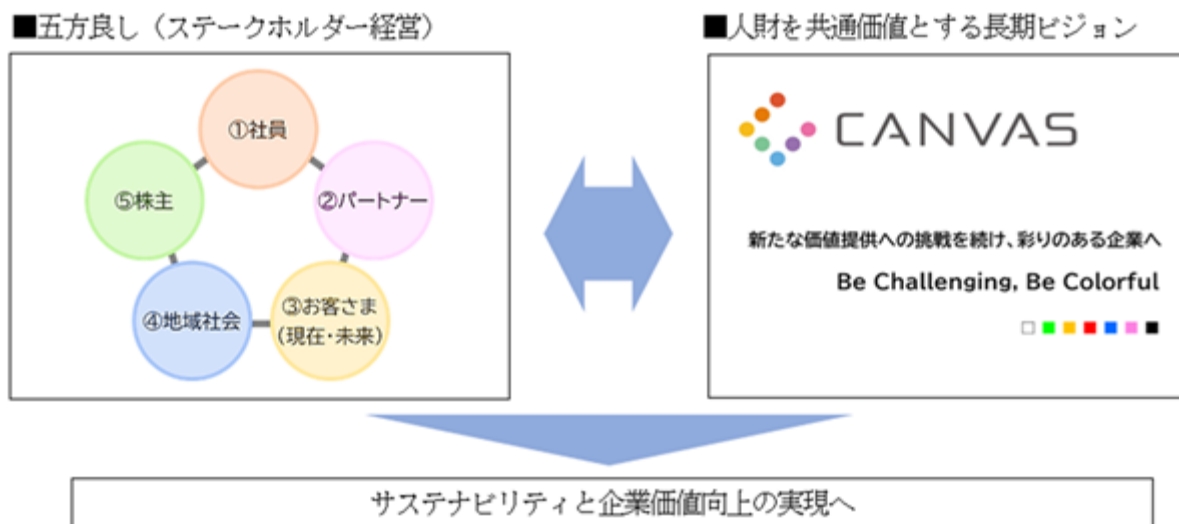 ■五方良し（ステークホルダー経営）
①社員
⑤株主
②パートナー
④地域社会
③お客さま
(現在・未来)
■人財を共通価値とする長期ビジョン
CANVAS
新たな価値提供への挑戦を続け、彩りのある企業へ
Be Challenging, Be Colorful
サステナビリティと企業価値向上の実現へ